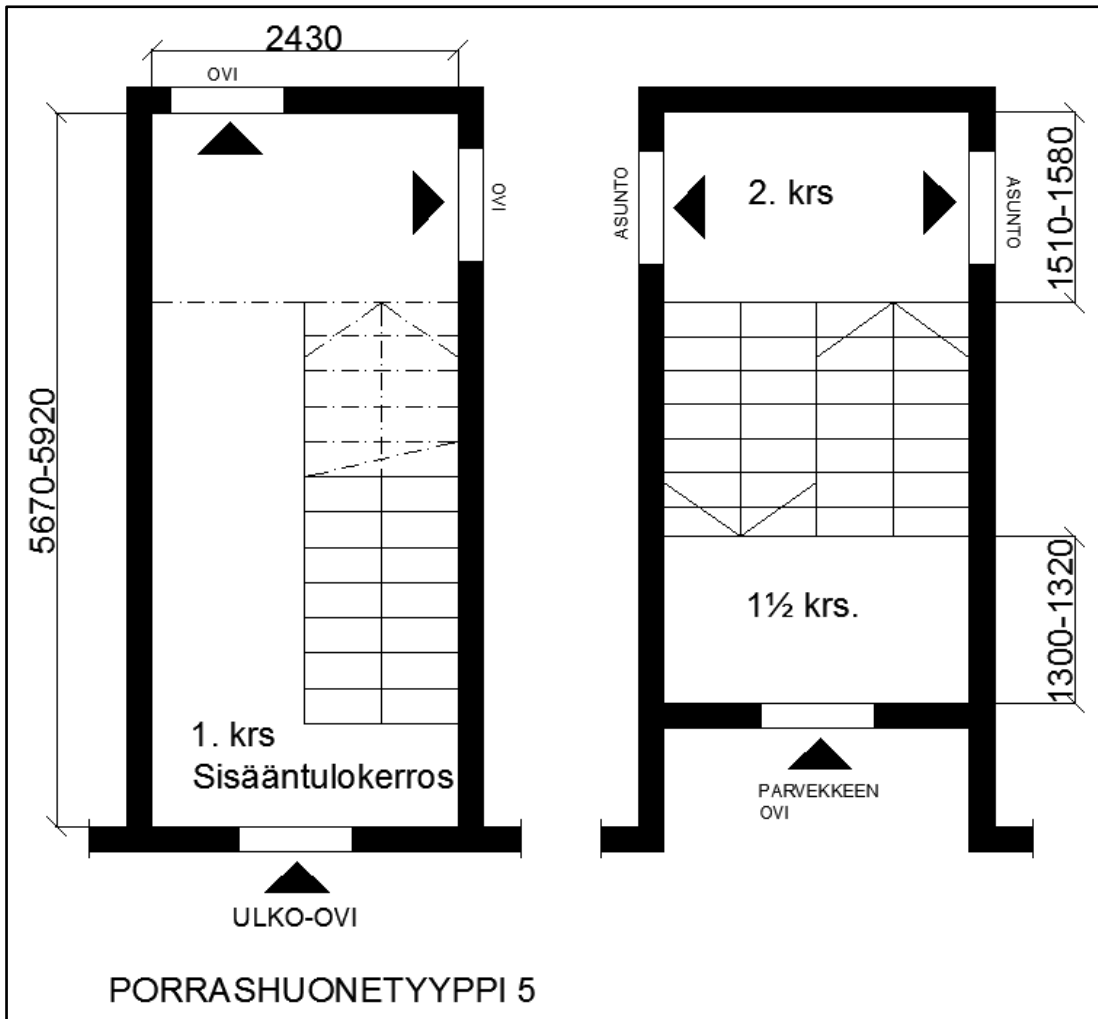 2430
OVI
OVI
5670-5920
1. krs
Sisääntulokerros
ULKO-OVI
ASUNTO
2. krs
ASUNTO
1510-1580
1½ krs.
1300-1320
PARVEKKEEN
OVI
PORRASHUONETYYPPI 5